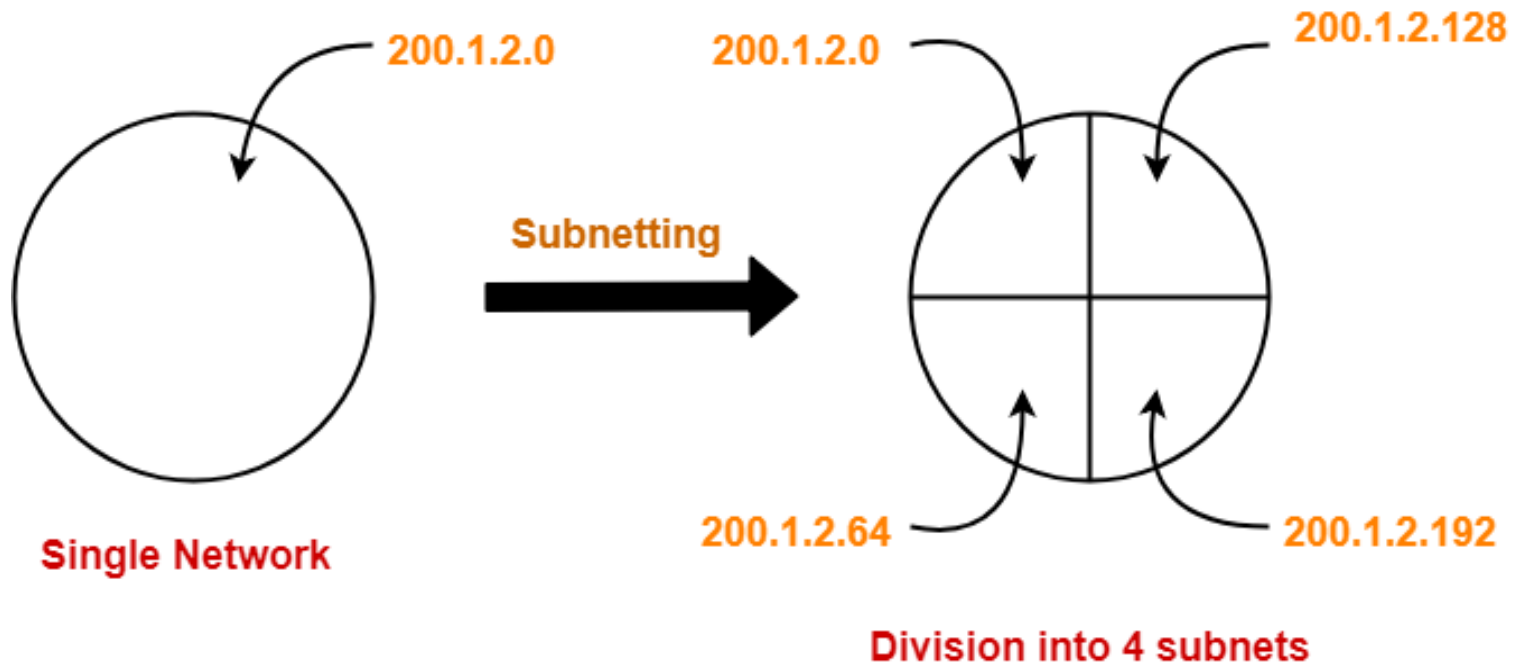 200.1.2.0
200.1.2.0
200.1.2.128
Subnetting
200.1.2.64
200.1.2.192
Single Network
Division into 4 subnets